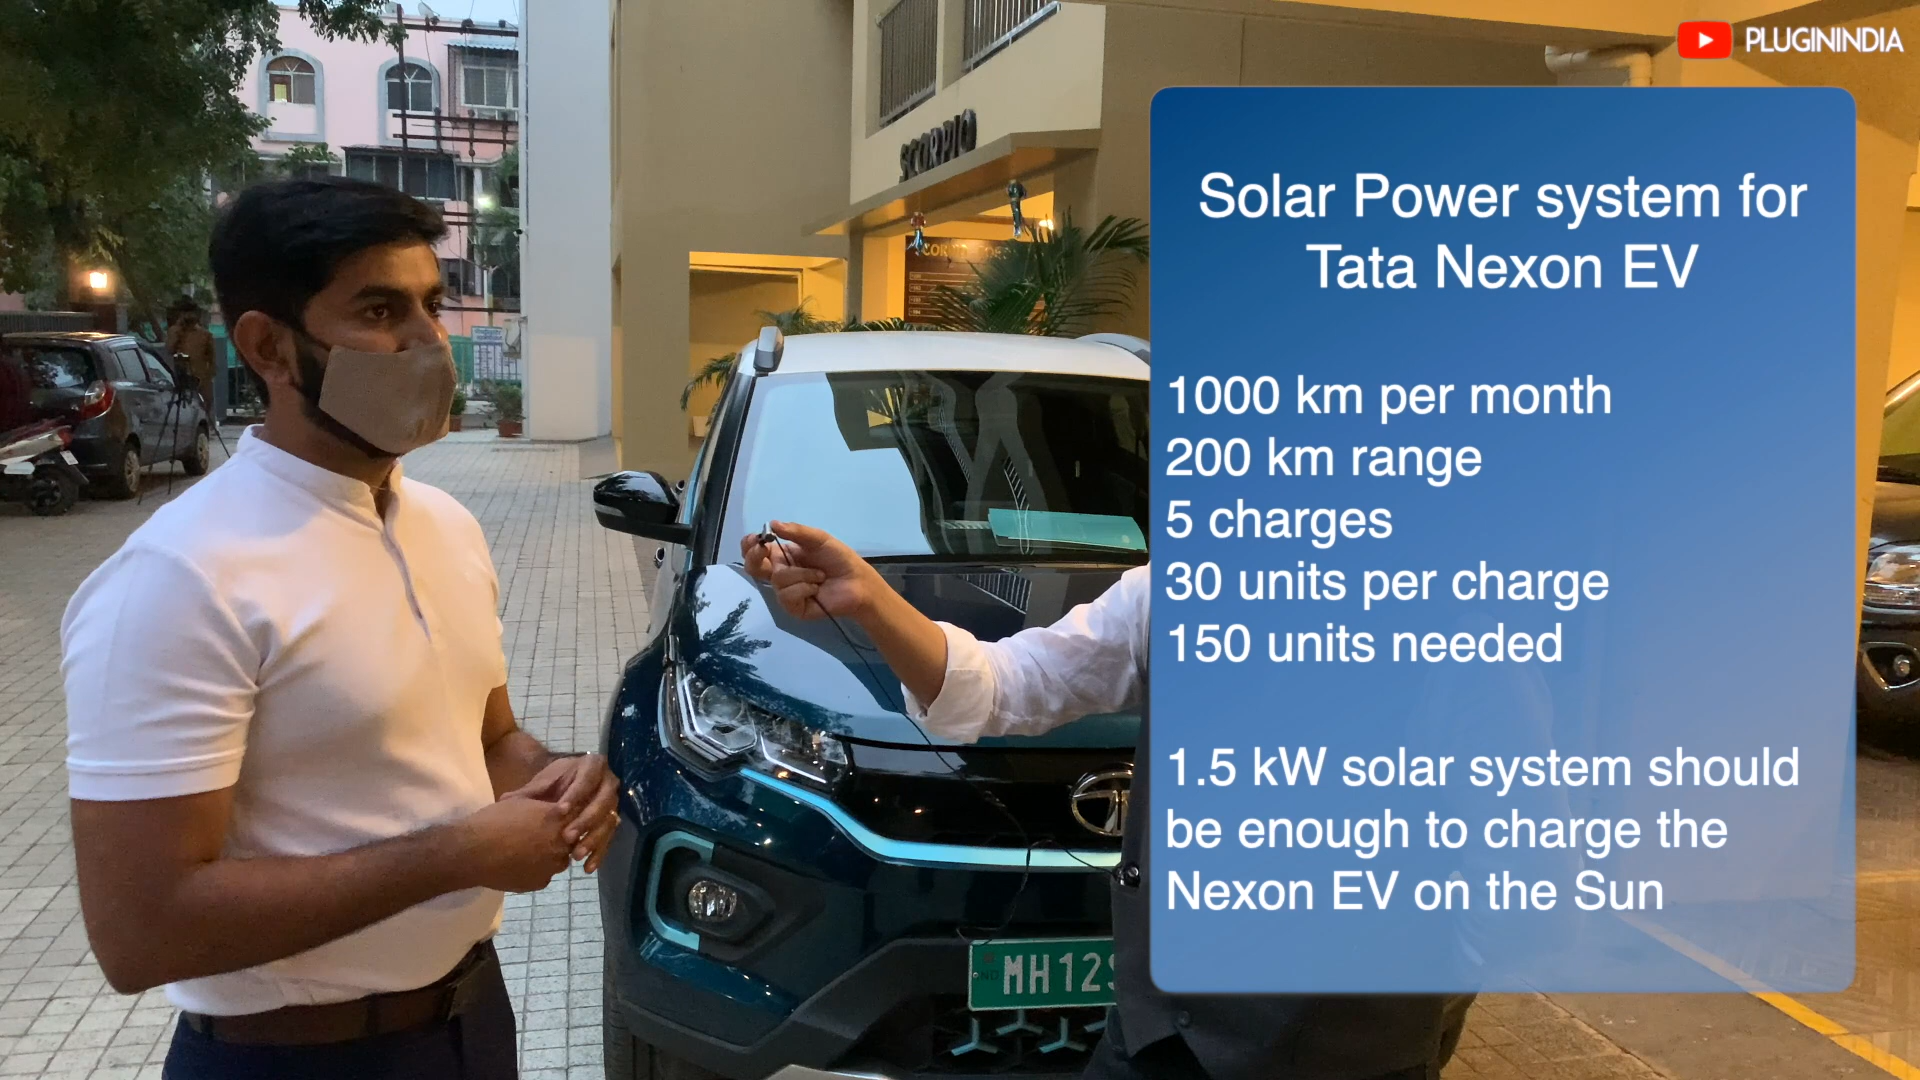 PLUGININDIA
SCORPIO
Solar Power system for
Tata Nexon EV
1000 km per month
200 km range
5 charges
30 units per charge
150 units needed
1.5 kW solar system should
be enough to charge the
Nexon EV on the Sun
MH12